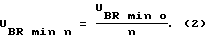 U_BR min n = U_BR min o / n. (2)